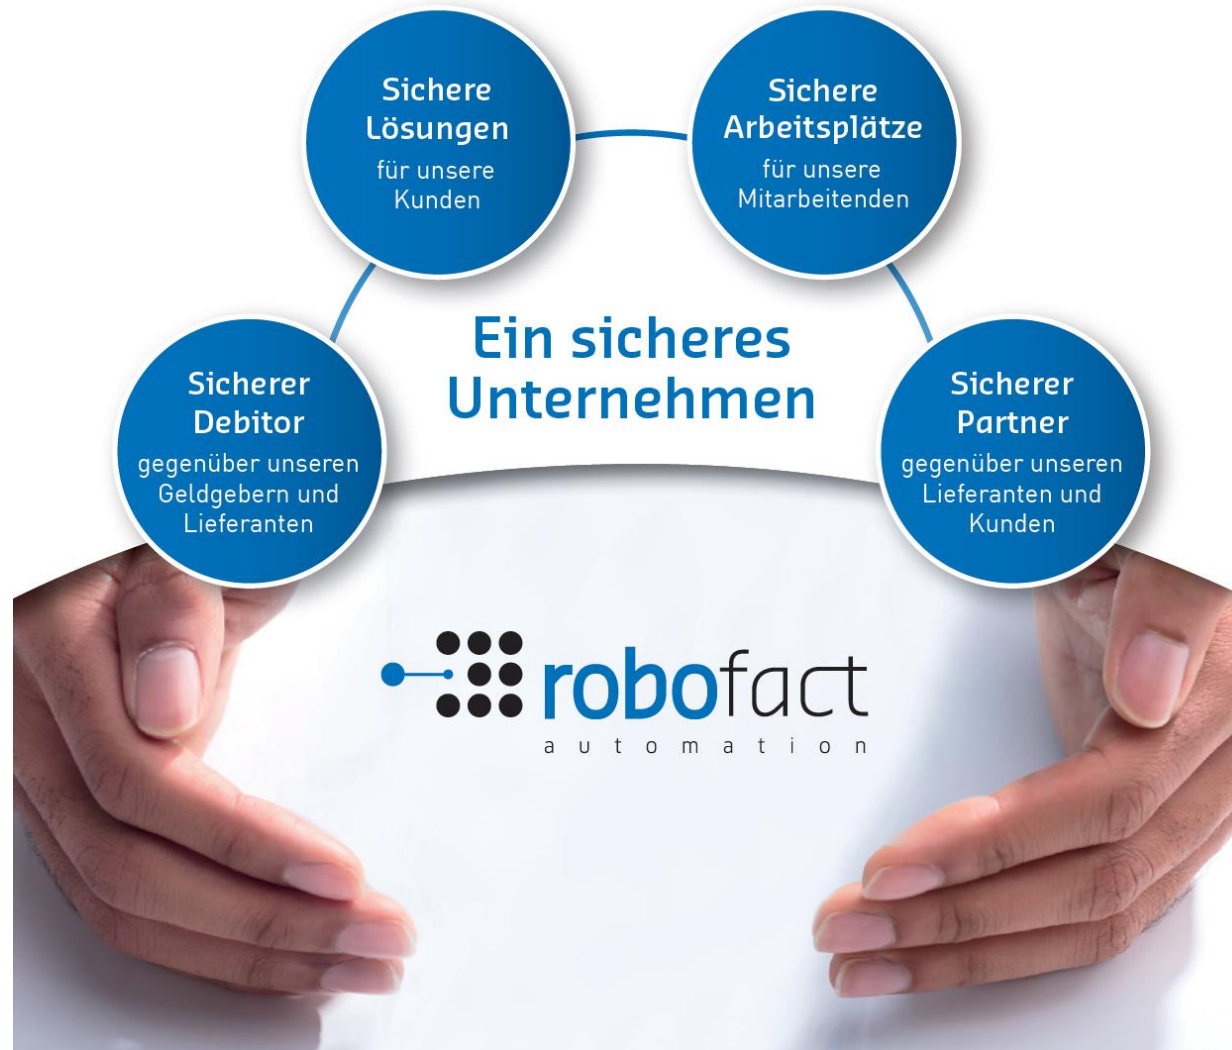 Sichere
Lösungen
für unsere
Kunden
Sichere
Arbeitsplätze
für unsere
Mitarbeitenden
Ein sicheres
Unternehmen
Sicherer
Debitor
gegenüber unseren
Geldgebern und
Lieferanten
Sicherer
Partner
gegenüber unseren
Lieferanten und
Kunden
robofact
automation